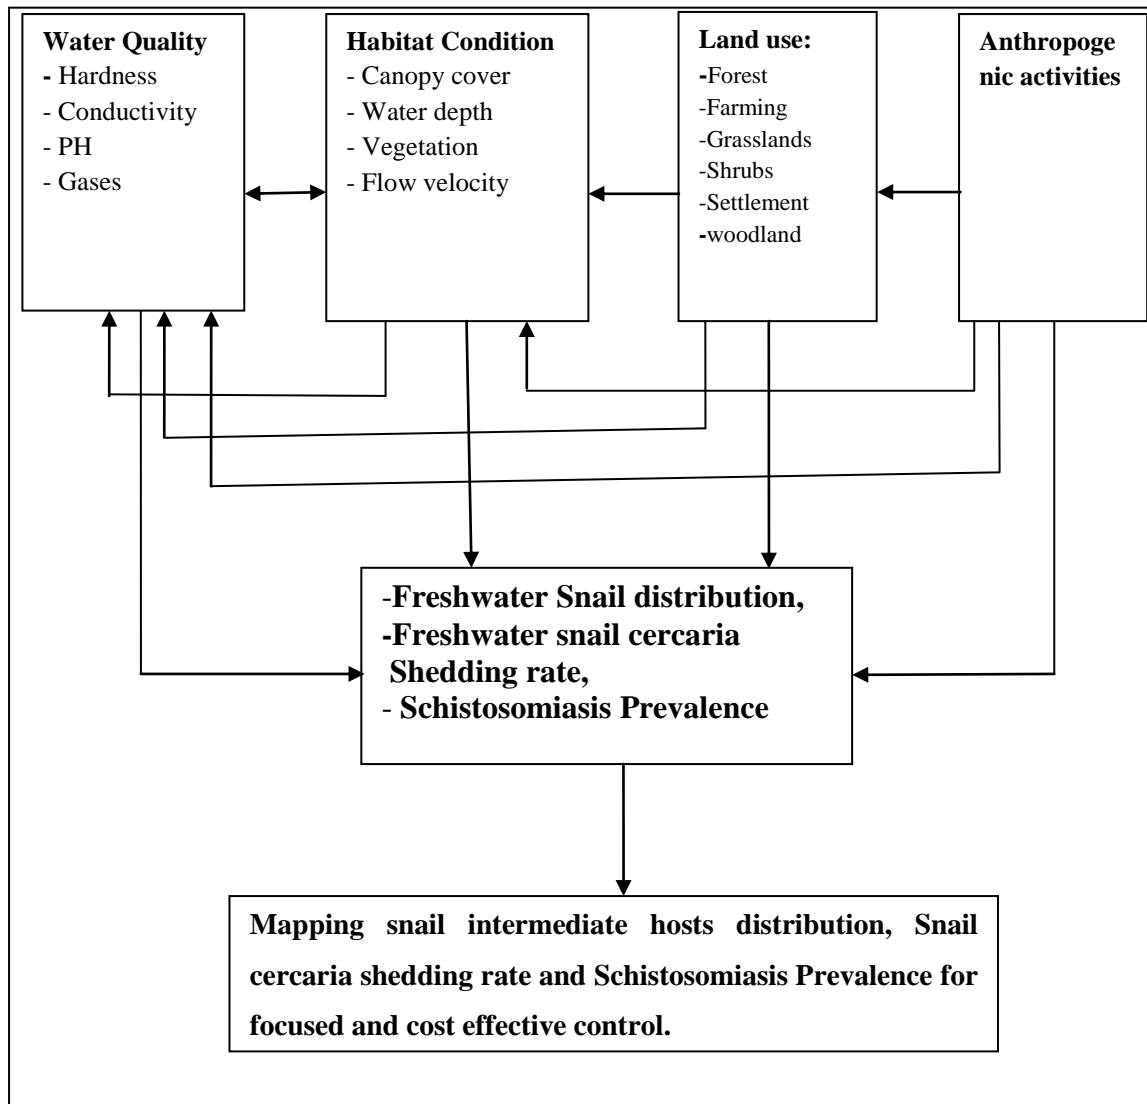 Water Quality
- Hardness
- Conductivity
- PH
- Gases
Habitat Condition
- Canopy cover
- Water depth
- Vegetation
- Flow velocity
Land use:
-Forest
-Farming
-Grasslands
-Shrubs
-Settlement
-woodland
Anthropoge
nic activities
-Freshwater Snail distribution,
-Freshwater snail cercaria
Shedding rate,
- Schistosomiasis Prevalence
Mapping snail intermediate hosts distribution, Snail
cercaria shedding rate and Schistosomiasis Prevalence for
focused and cost effective control.